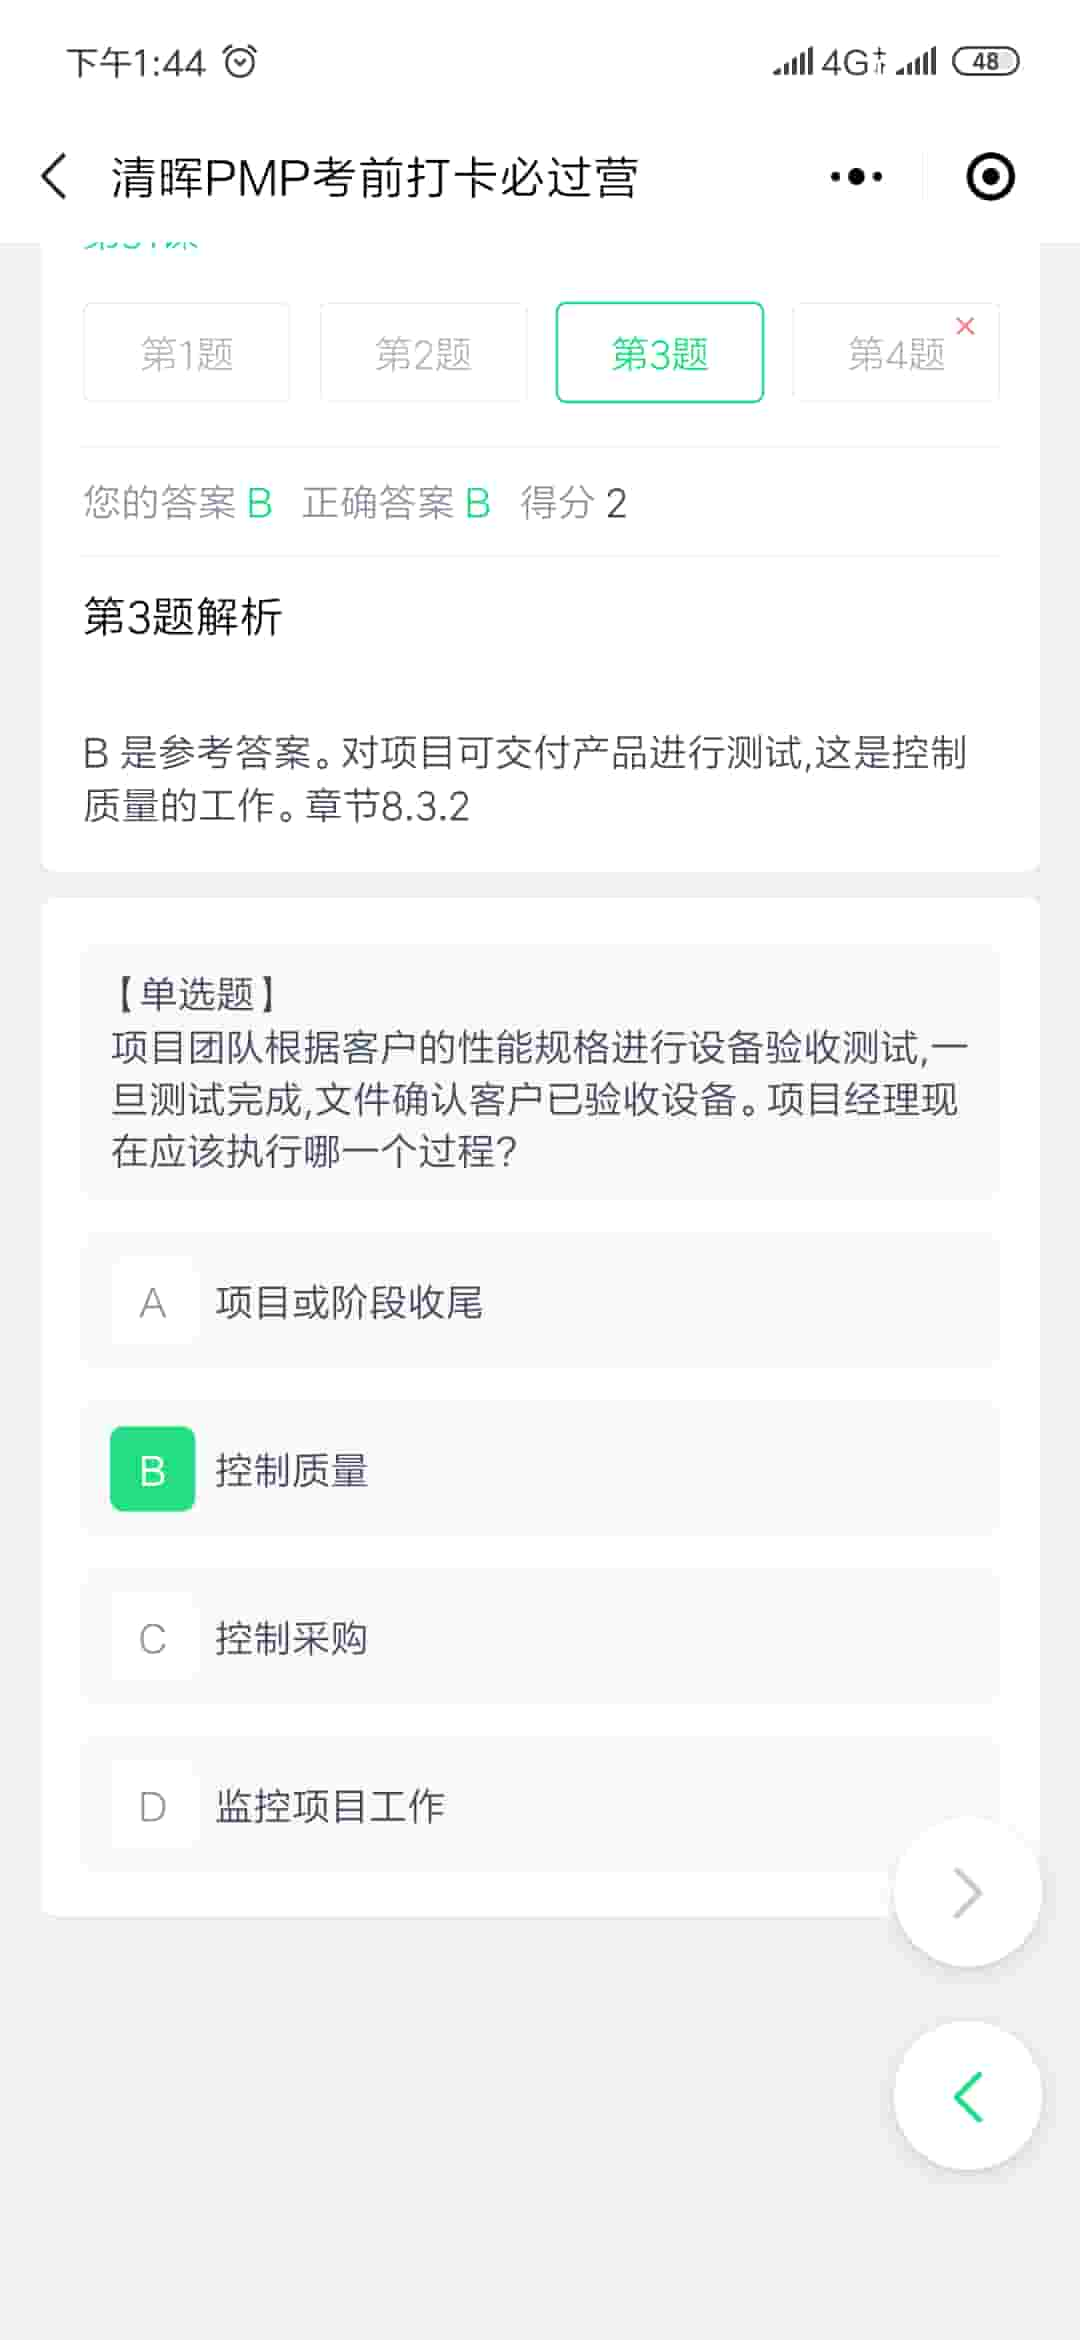 下午1:44
4G
48
清晖PMP考前打卡必过营
第1题
第2题
第3题
第4题
您的答案 B 正确答案 B 得分 2
第3题解析
B 是参考答案。对项目可交付产品进行测试,这是控制
质量的工作。章节8.3.2
【单选题】
项目团队根据客户的性能规格进行设备验收测试,一
旦测试完成,文件确认客户已验收设备。项目经理现
在应该执行哪一个过程?
A 项目或阶段收尾
B 控制质量
C 控制采购
D 监控项目工作